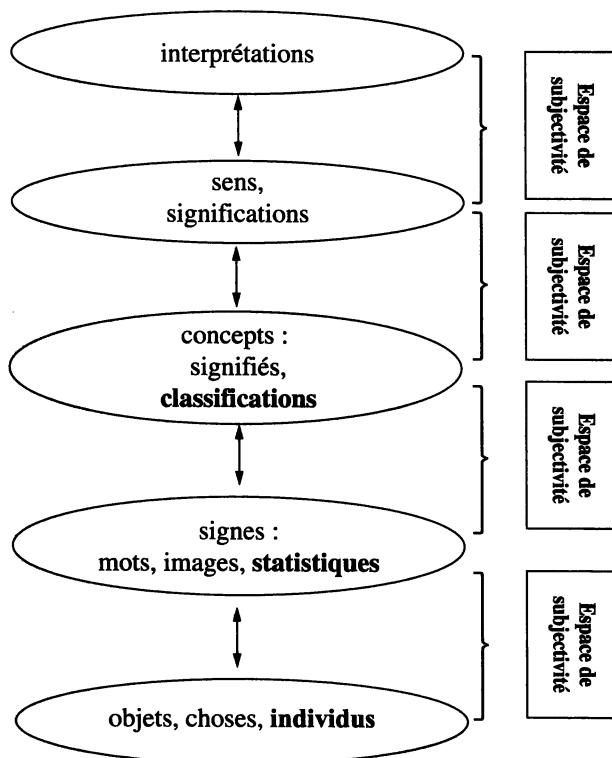 interprétations
Espace de
subjectivité
sens,
significations
Espace de
subjectivité
concepts :
signifiés,
classifications
Espace de
subjectivité
signes :
mots, images, statistiques
Espace de
subjectivité
objets, choses, individus